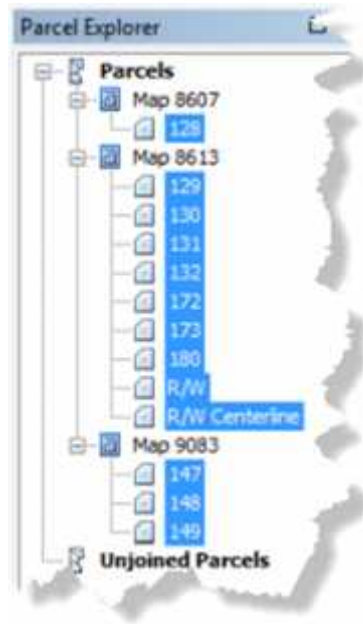 Parcel Explorer
Parcels
Map 8607
128
Map 8613
129
130
131
132
172
173
180
R/W
R/W Centerline
Map 9083
147
148
149
Unjoined Parcels